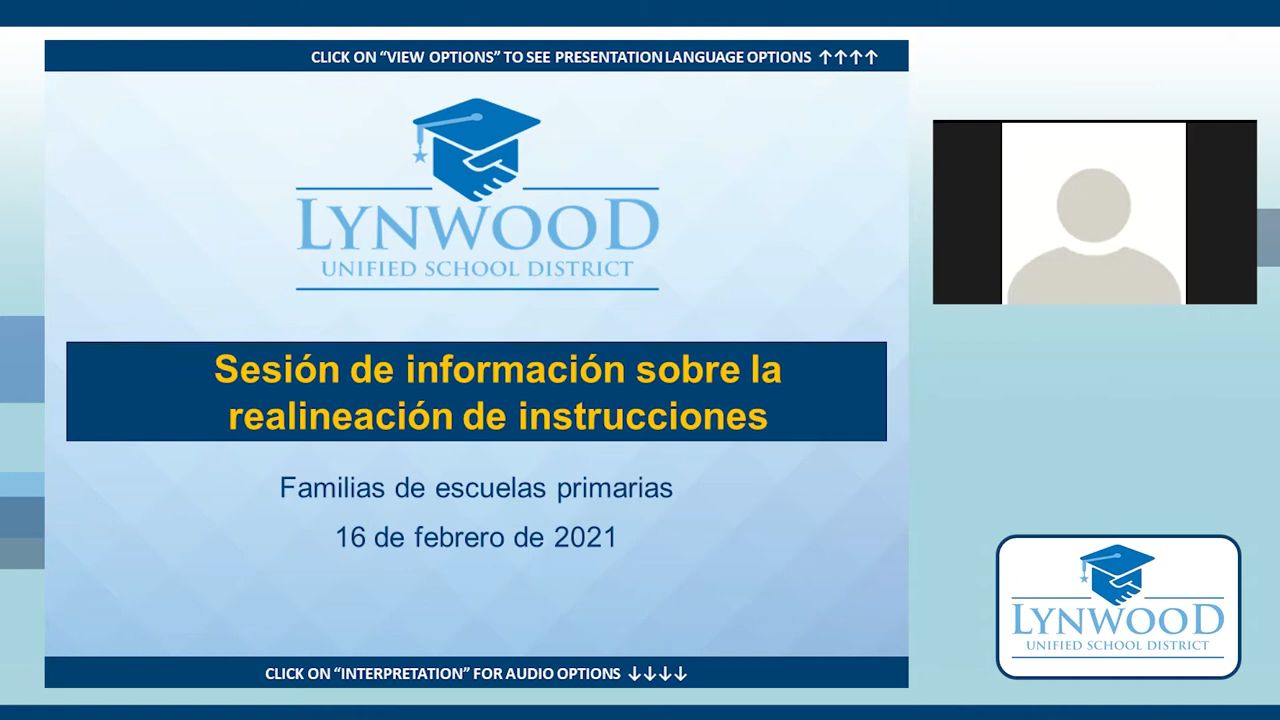 CLICK ON “VIEW OPTIONS” TO SEE PRESENTATION LANGUAGE OPTIONS ↑↑↑↑
LYNWOOD
UNIFIED SCHOOL DISTRICT
Sesión de información sobre la
realineación de instrucciones
Familias de escuelas primarias
16 de febrero de 2021
CLICK ON “INTERPRETATION” FOR AUDIO OPTIONS ↓↓↓↓
LYNWOOD
UNIFIED SCHOOL DISTRICT